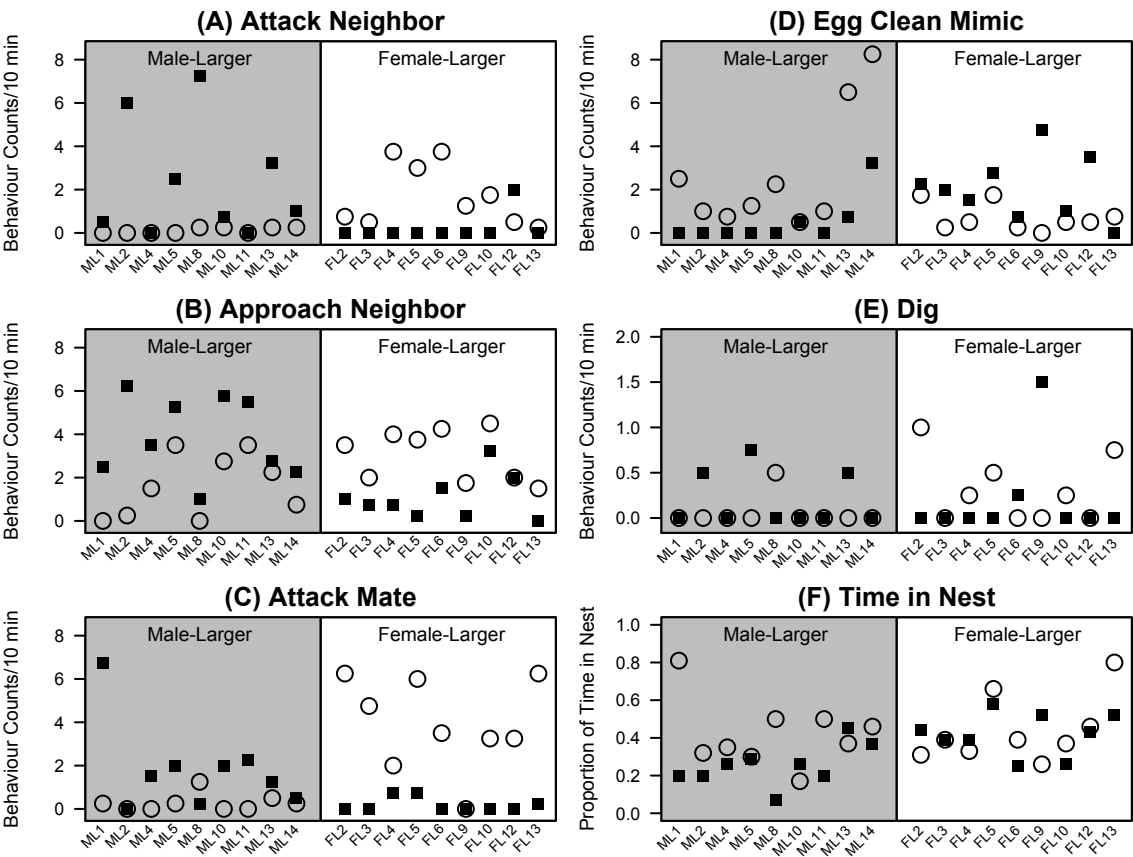 (A) Attack Neighbor
Behaviour Counts/10 min
Male-Larger
Female-Larger
8
6
4
2
0
ML1 ML2 ML4 ML5 ML8 ML10 ML11 ML13 ML14 FL2 FL3 FL4 FL5 FL6 FL9 FL10 FL12 FL13
(B) Approach Neighbor
Behaviour Counts/10 min
Male-Larger
Female-Larger
8
6
4
2
0
ML1 ML2 ML4 ML5 ML8 ML10 ML11 ML13 ML14 FL2 FL3 FL4 FL5 FL6 FL9 FL10 FL12 FL13
(C) Attack Mate
Behaviour Counts/10 min
Male-Larger
Female-Larger
8
6
4
2
0
ML1 ML2 ML4 ML5 ML8 ML10 ML11 ML13 ML14 FL2 FL3 FL4 FL5 FL6 FL9 FL10 FL12 FL13
(D) Egg Clean Mimic
Behaviour Counts/10 min
Male-Larger
Female-Larger
8
6
4
2
0
ML1 ML2 ML4 ML5 ML8 ML10 ML11 ML13 ML14 FL2 FL3 FL4 FL5 FL6 FL9 FL10 FL12 FL13
(E) Dig
Behaviour Counts/10 min
Male-Larger
Female-Larger
2.0
1.5
1.0
0.5
0.0
ML1 ML2 ML4 ML5 ML8 ML10 ML11 ML13 ML14 FL2 FL3 FL4 FL5 FL6 FL9 FL10 FL12 FL13
(F) Time in Nest
Proportion of Time in Nest
Male-Larger
Female-Larger
1.0
0.8
0.6
0.4
0.2
0.0
ML1 ML2 ML4 ML5 ML8 ML10 ML11 ML13 ML14 FL2 FL3 FL4 FL5 FL6 FL9 FL10 FL12 FL13